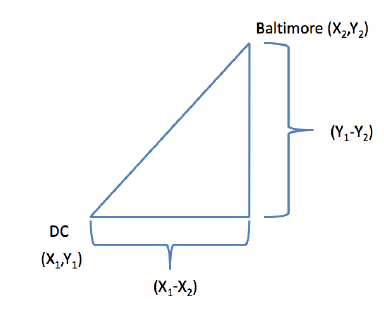 Baltimore (X₂,Y₂)
(Y₁-Y₂)
DC
(X₁,Y₁)
(X₁-X₂)